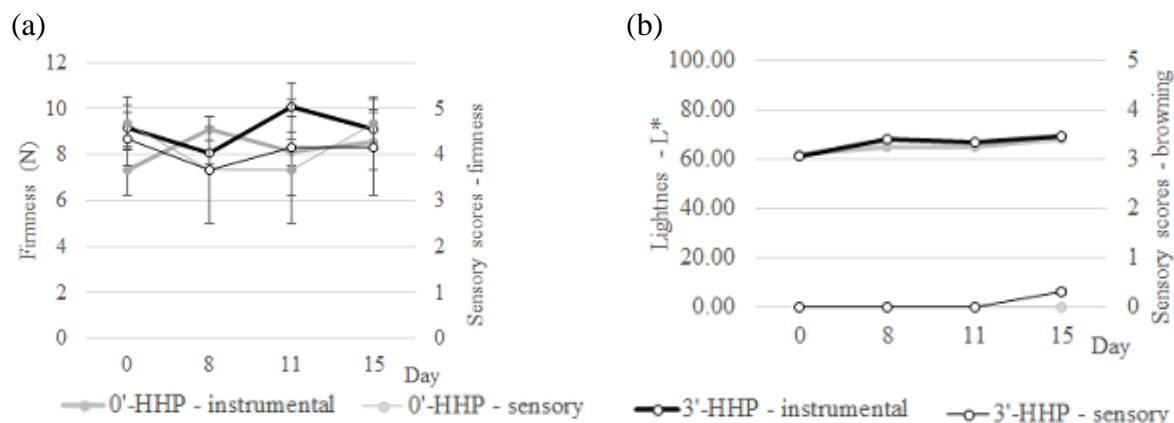 (a)
12
10
8
6
4
2
0
Firmness (N)
5
4
3
2
1
0
Sensory scores - firmness
0 8 11 15 Day
0'-HHP - instrumental 0'-HHP - sensory
(b)
100.00
80.00
60.00
40.00
20.00
0.00
Lightnes - L*
5
4
3
2
1
0
Sensory scores - browning
0 8 11 15 Day
3'-HHP - instrumental 3'-HHP - sensory